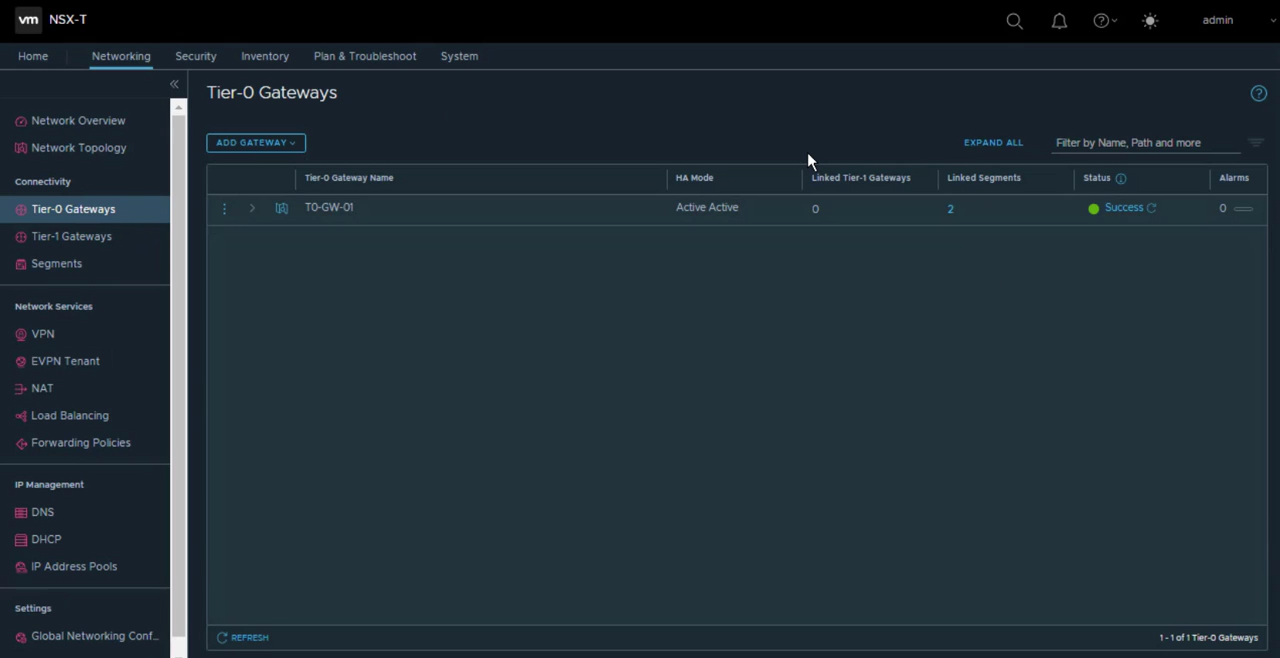 vm NSX-T
admin
Home Networking Security Inventory Plan & Troubleshoot System
Network Overview
Network Topology
Connectivity
Tier-0 Gateways
Tier-1 Gateways
Segments
Network Services
VPN
EVPN Tenant
NAT
Load Balancing
Forwarding Policies
IP Management
DNS
DHCP
IP Address Pools
Settings
Global Networking Conf...
Tier-0 Gateways
ADD GATEWAY
EXPAND ALL
Filter by Name, Path and more
Tier-0 Gateway Name HA Mode Linked Tier-1 Gateways Linked Segments Status Alarms
T0-GW-01 Active Active 0 2 Success 0
REFRESH
1 - 1 of 1 Tier-0 Gateways